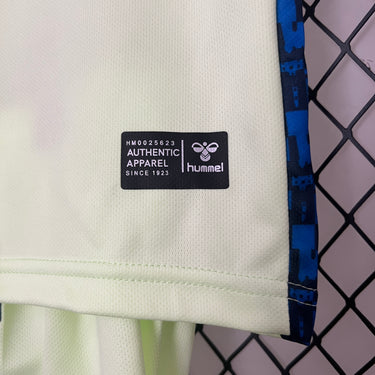 HM0025623
AUTHENTIC
APPAREL
SINCE 1923
hummel